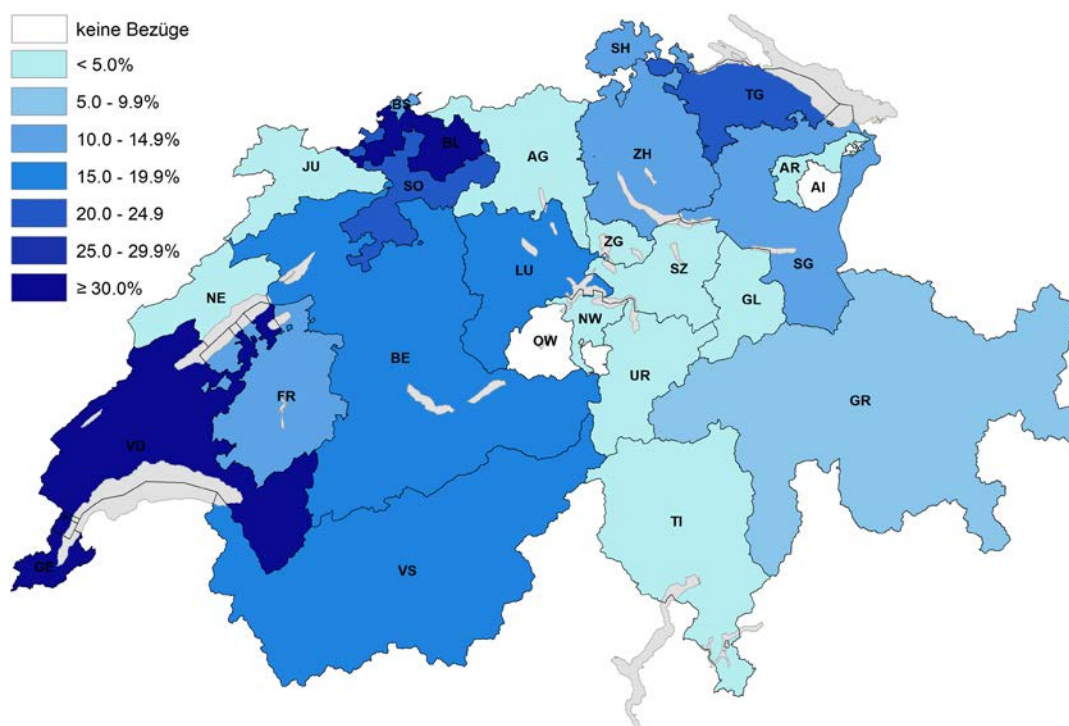 keine Bezüge
< 5.0%
5.0 - 9.9%
10.0 - 14.9%
15.0 - 19.9%
20.0 - 24.9
25.0 - 29.9%
≥ 30.0%
SH
BS
TG
BL
JU
AG
ZH
AR
SO
AI
ZG
LU
SZ
SG
NE
GL
NW
OW
BE
UR
FR
GR
VD
TI
GE
VS